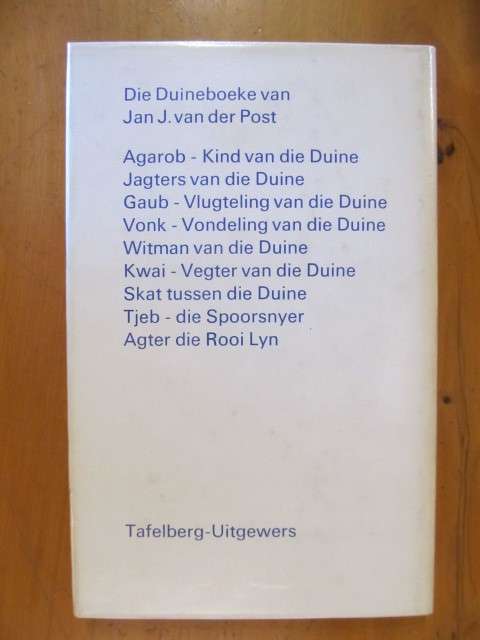 Die Duineboeke van
Jan J. van der Post
Agarob - Kind van die Duine
Jagters van die Duine
Gaub - Vlugteling van die Duine
Vonk - Vondeling van die Duine
Witman van die Duine
Kwai - Vegter van die Duine
Skat tussen die Duine
Tjeb - die Spoorsnyer
Agter die Rooi Lyn
Tafelberg-Uitgewers